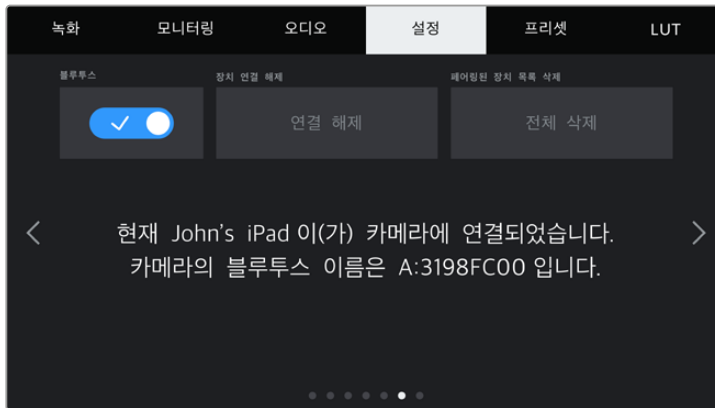 녹화 모니터링 오디오 설정 프리셋 LUT
블루투스 장치 연결 해제 페어링된 장치 목록 삭제
연결 해제 전체 삭제
현재 John's iPad 이(가) 카메라에 연결되었습니다.
카메라의 블루투스 이름은 A:3198FC00 입니다.